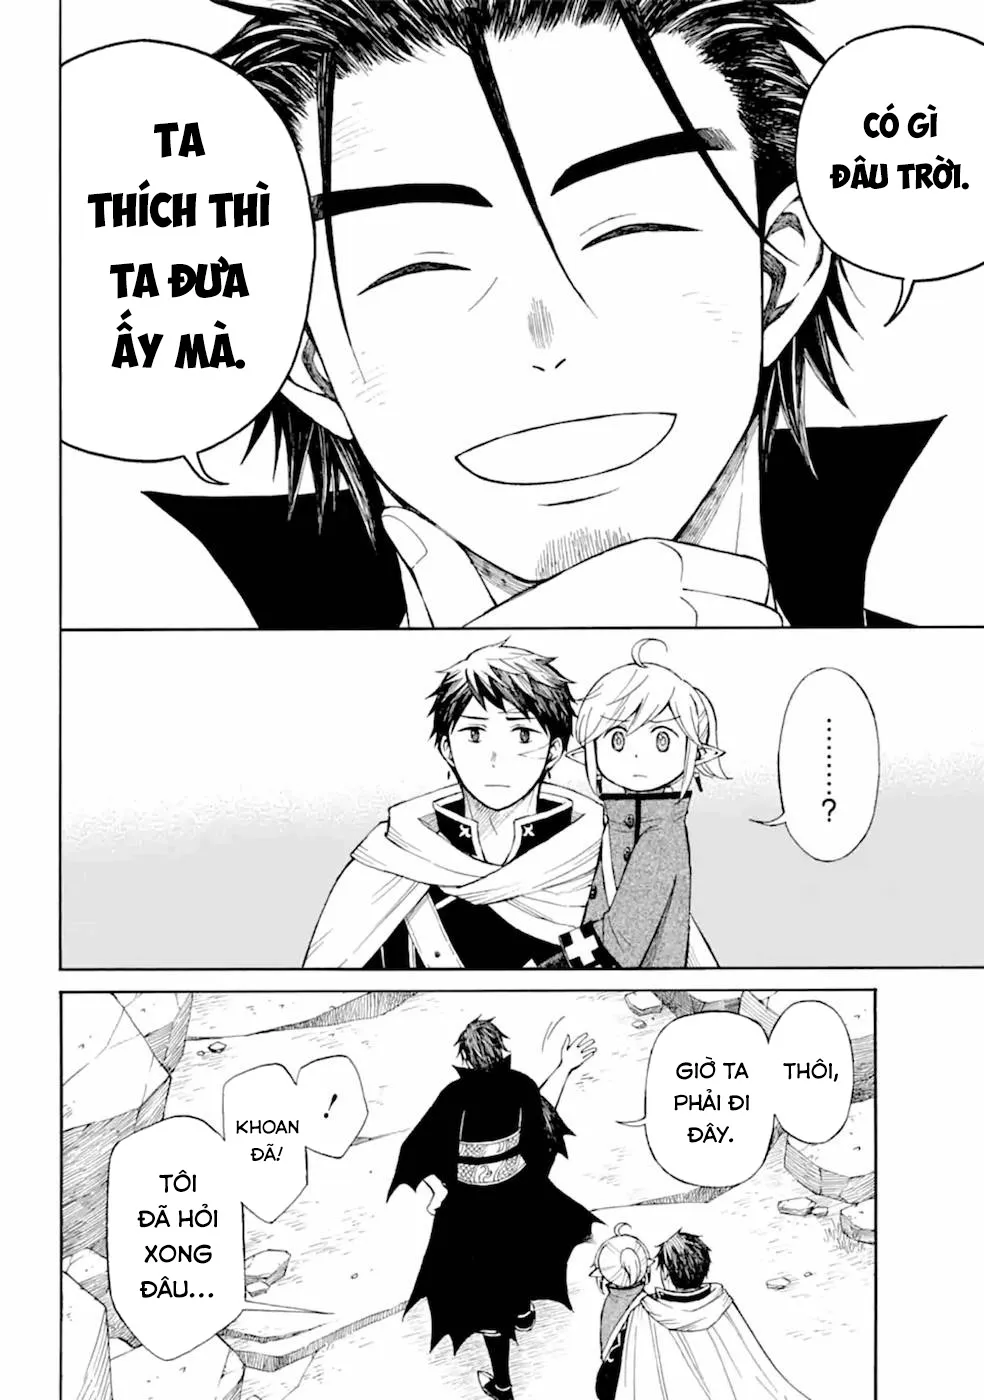 CÓ GÌ
ĐÂU TRỜI.
TA
THÍCH THÌ
TA ĐƯA
ẤY MÀ.
.........?
THÔI,
GIỜ TA
PHẢI ĐI
ĐÂY.
!
KHOAN
ĐÃ!
TÔI
ĐÃ HỎI
XONG
ĐÂU...